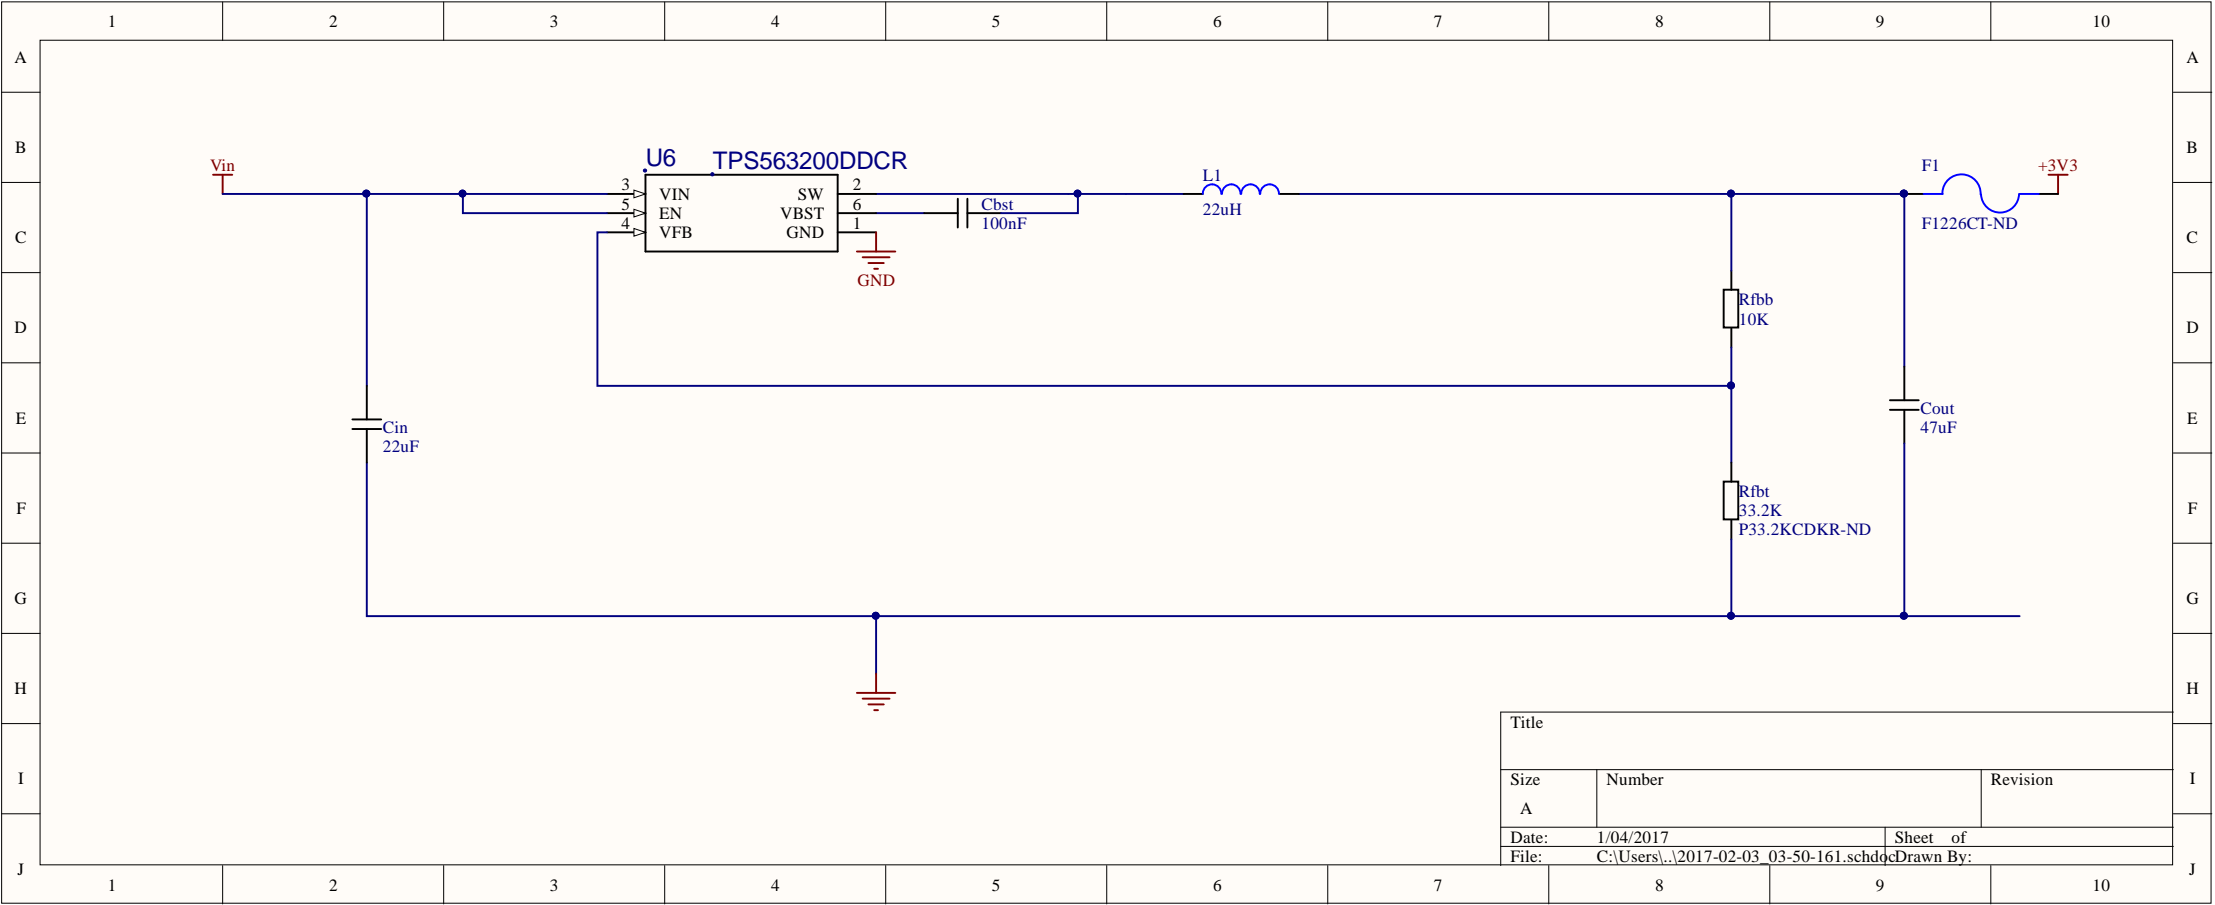 1 2 3 4 5 6 7 8 9 10
A A
B B
C C
D D
E E
F F
G G
H H
I I
J J
Vin
U6 TPS563200DDCR
3 VIN SW 2
5 EN VBST 6
4 VFB GND 1
GND
Cbst
100nF
L1
22uH
F1
F1226CT-ND
+3V3
Rfbb
10K
Cin
22uF
Cout
47uF
Rfbt
33.2K
P33.2KCDKR-ND
Title
Size Number Revision
A
Date: 1/04/2017 Sheet of
File: C:\Users\..\2017-02-03_03-50-161.schdoc Drawn By:
1 2 3 4 5 6 7 8 9 10